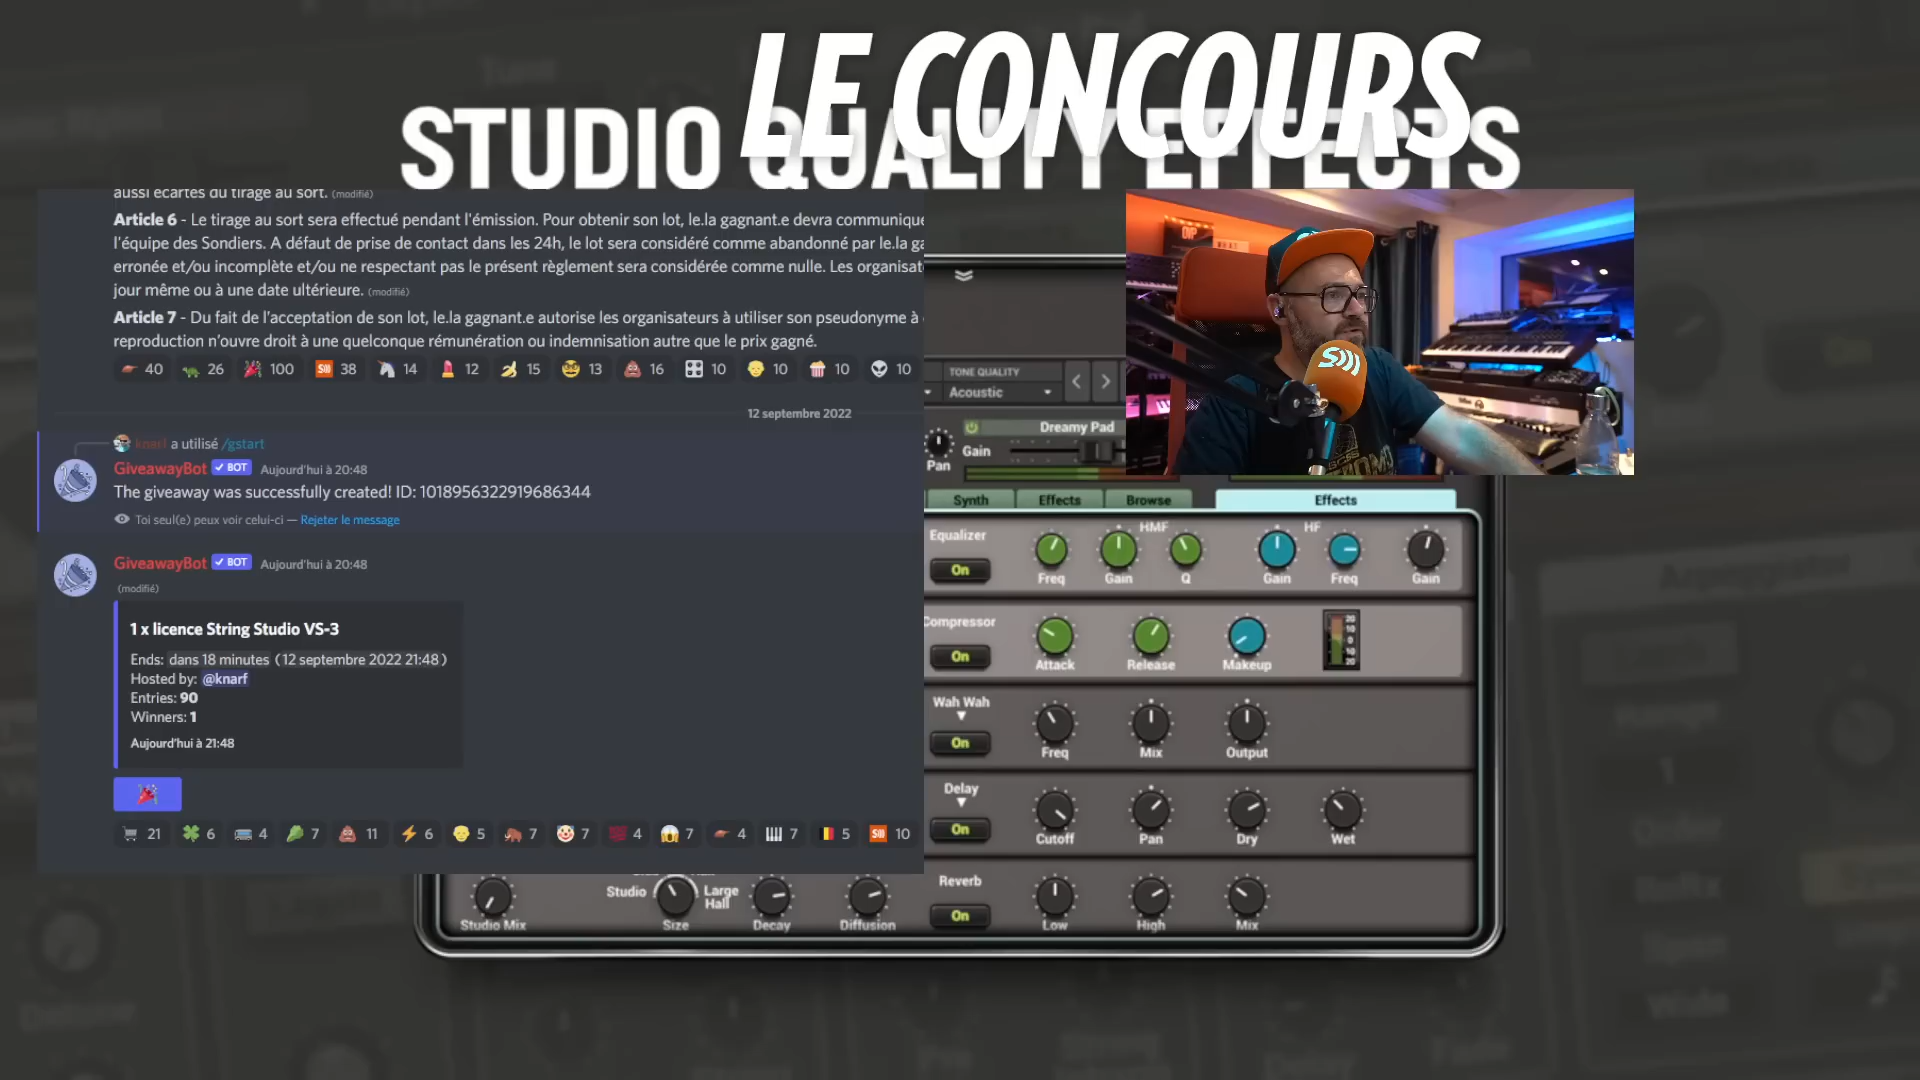 LE CONCOURS
STUDIO QUALITY EFFECTS
aussi écartés du tirage au sort. (modifié)
Article 6 - Le tirage au sort sera effectué pendant l'émission. Pour obtenir son lot, le.la gagnant.e devra communique
l'équipe des Sondiers. A défaut de prise de contact dans les 24h, le lot sera considéré comme abandonné par le.la ga
erronée et/ou incomplète et/ou ne respectant pas le présent règlement sera considérée comme nulle. Les organisat
jour même ou à une date ultérieure. (modifié)
Article 7 - Du fait de l'acceptation de son lot, le.la gagnant.e autorise les organisateurs à utiliser son pseudonyme à
reproduction n'ouvre droit à une quelconque rémunération ou indemnisation autre que le prix gagné.
40 26 100 38 14 12 15 13 16 10 10 10 10
12 septembre 2022
knarf a utilisé /gstart
GiveawayBot BOT Aujourd'hui à 20:48
The giveaway was successfully created! ID: 1018956322919686344
Toi seul(e) peux voir celui-ci — Rejeter le message
GiveawayBot BOT Aujourd'hui à 20:48
(modifié)
1 x licence String Studio VS-3
Ends: dans 18 minutes (12 septembre 2022 21:48)
Hosted by: @knarf
Entries: 90
Winners: 1
Aujourd'hui à 21:48
21 6 4 7 11 6 5 7 7 4 7 4 7 5 10
TONE QUALITY
Acoustic
Dreamy Pad
Gain
Pan
Synth Effects Browse Effects
Equalizer HMF HF
On Freq Gain Q Gain Freq Gain
Compressor
On Attack Release Makeup
20
10
0
10
20
Wah Wah
On Freq Mix Output
Delay
On Cutoff Pan Dry Wet
Studio Large Hall Reverb
Studio Mix Size Decay Diffusion On Low High Mix